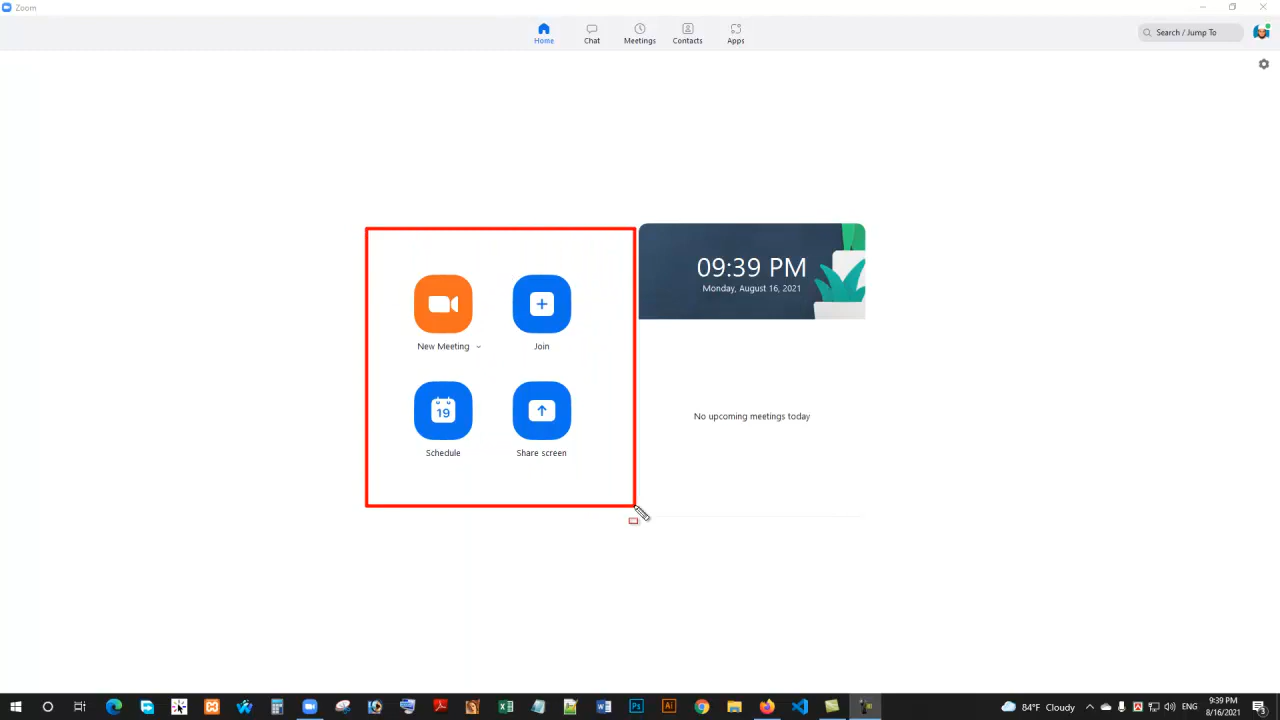 Zoom
Home
Chat
Meetings
Contacts
Apps
Search / Jump To
09:39 PM
Monday, August 16, 2021
New Meeting
Join
19
Schedule
Share screen
No upcoming meetings today
84°F Cloudy
ENG
9:39 PM
8/16/2021
3